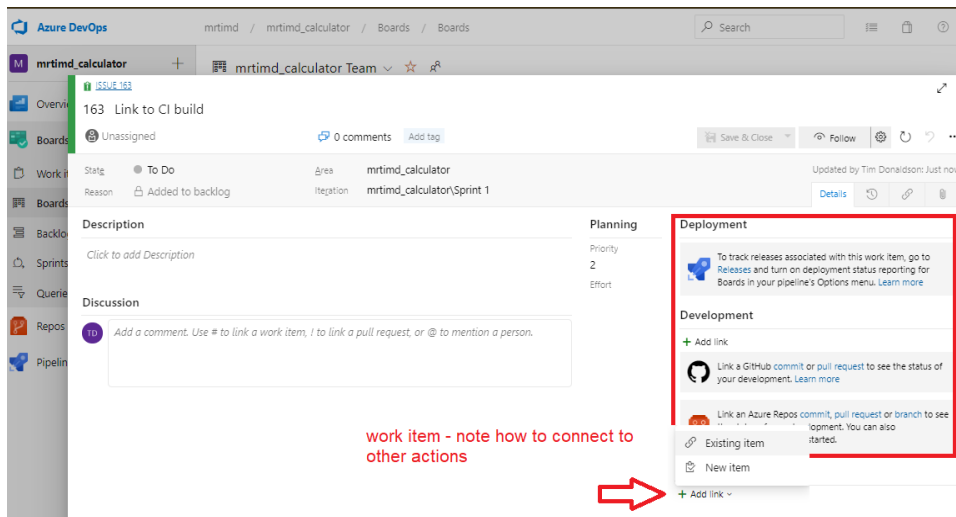 Azure DevOps
mrtimd / mrtimd_calculator / Boards / Boards
Search
M mrtimd_calculator +
mrtimd_calculator Team
ISSUE 163
163 Link to CI build
Unassigned
0 comments
Add tag
Save & Close
Follow
State
To Do
Area
mrtimd_calculator
Updated by Tim Donaldson: Just now
Reason
Added to backlog
Iteration
mrtimd_calculator\Sprint 1
Details
Overvi
Boards
Work i
Boards
Backlo
Sprints
Querie
Repos
Pipelin
Description
Click to add Description
Discussion
TD
Add a comment. Use # to link a work item, ! to link a pull request, or @ to mention a person.
Planning
Priority
2
Effort
Deployment
To track releases associated with this work item, go to
Releases and turn on deployment status reporting for
Boards in your pipeline's Options menu. Learn more
Development
+ Add link
Link a GitHub commit or pull request to see the status of
your development. Learn more
Link an Azure Repos commit, pull request or branch to see
lopment. You can also
started.
Existing item
New item
+ Add link
work item - note how to connect to
other actions